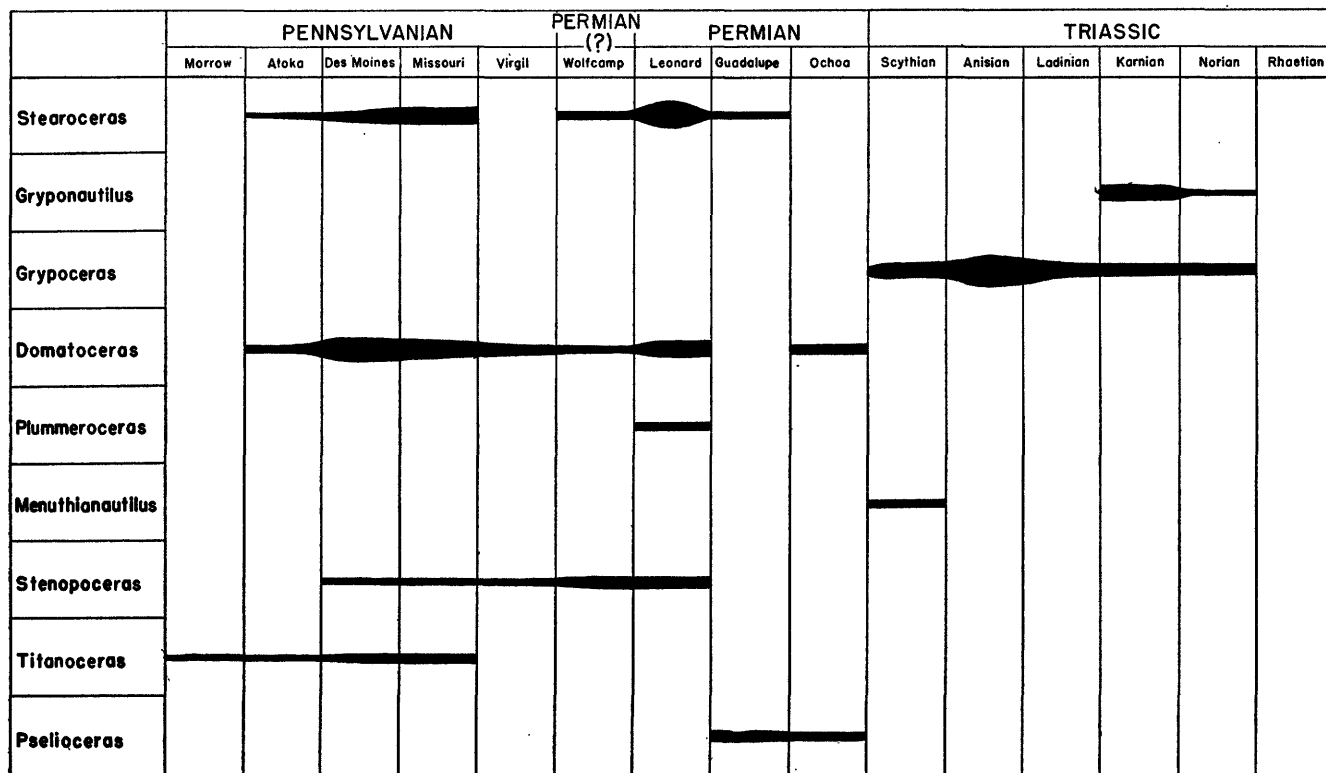 PENNSYLVANIAN
PERMIAN
(?)
PERMIAN
TRIASSIC
Morrow
Atoka
Des Moines
Missouri
Virgil
Wolfcamp
Leonard
Guadalupe
Ochoa
Scythian
Anisian
Ladinian
Karnian
Norian
Rhaetian
Stearoceras
Gryponautilus
Grypoceras
Domatoceras
Plummeroceras
Menuthianautilus
Stenopoceras
Titanoceras
Pselioceras